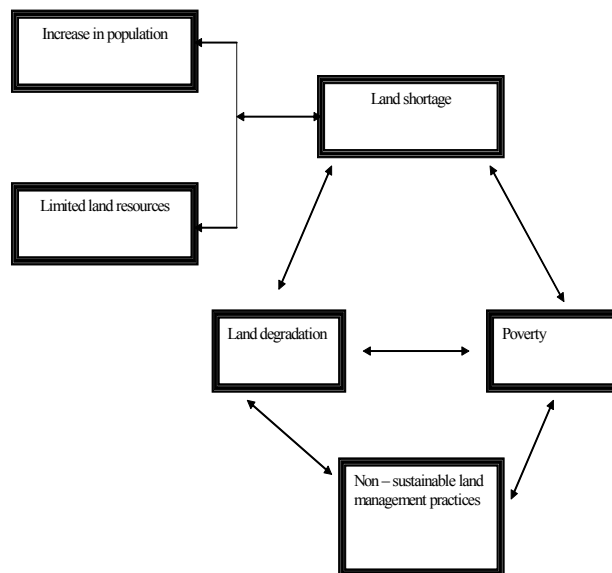 Increase in population
Land shortage
Limited land resources
Land degradation
Poverty
Non – sustainable land
management practices